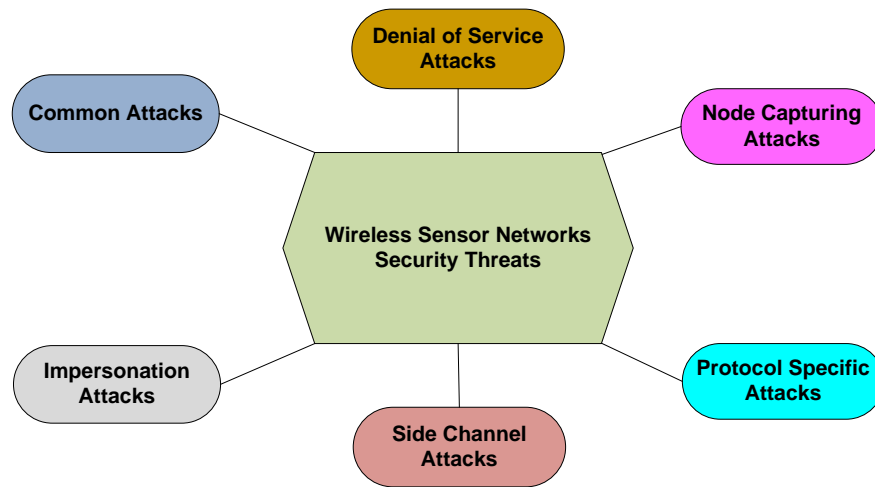 Denial of Service
Attacks
Common Attacks
Node Capturing
Attacks
Wireless Sensor Networks
Security Threats
Impersonation
Attacks
Protocol Specific
Attacks
Side Channel
Attacks